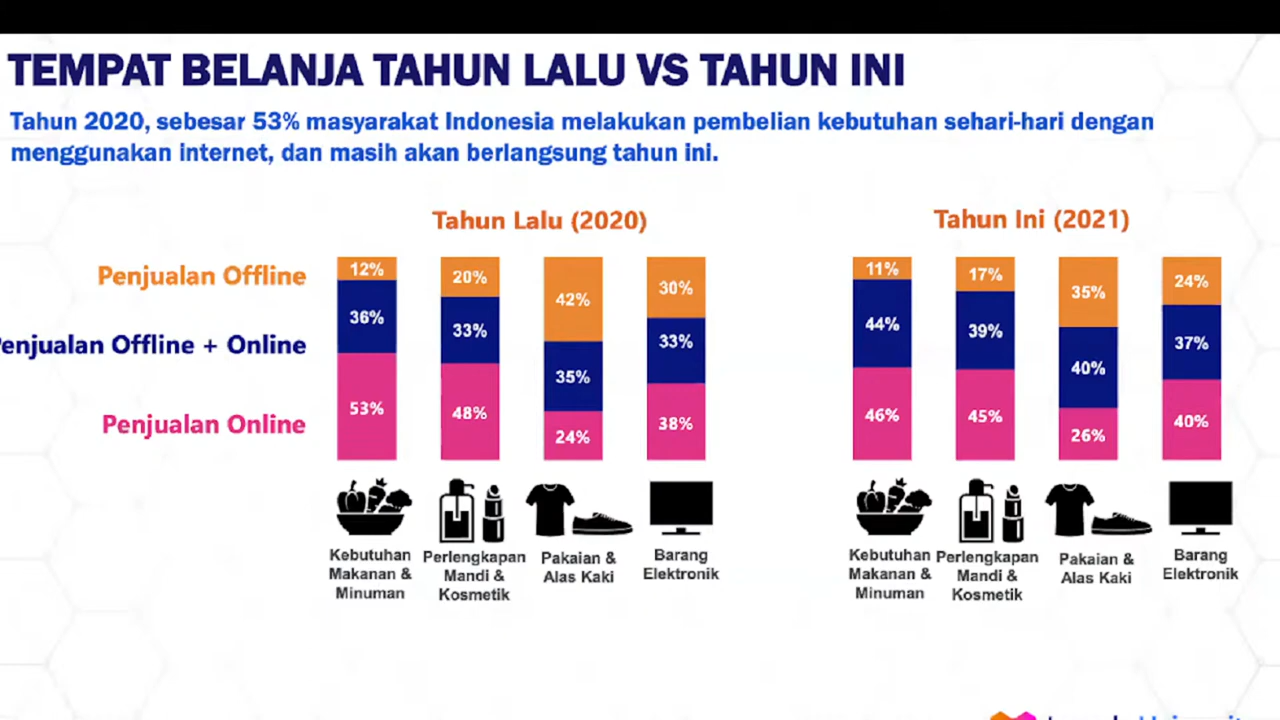 TEMPAT BELANJA TAHUN LALU VS TAHUN INI
Tahun 2020, sebesar 53% masyarakat Indonesia melakukan pembelian kebutuhan sehari-hari dengan
menggunakan internet, dan masih akan berlangsung tahun ini.
Tahun Lalu (2020)
Penjualan Offline
enjualan Offline + Online
Penjualan Online
12% 20% 42% 30%
36% 33% 35% 33%
53% 48% 24% 38%
Kebutuhan
Makanan &
Minuman
Perlengkapan
Mandi &
Kosmetik
Pakaian &
Alas Kaki
Barang
Elektronik
Tahun Ini (2021)
11% 17% 35% 24%
44% 39% 40% 37%
46% 45% 26% 40%
Kebutuhan
Makanan &
Minuman
Perlengkapan
Mandi &
Kosmetik
Pakaian &
Alas Kaki
Barang
Elektronik